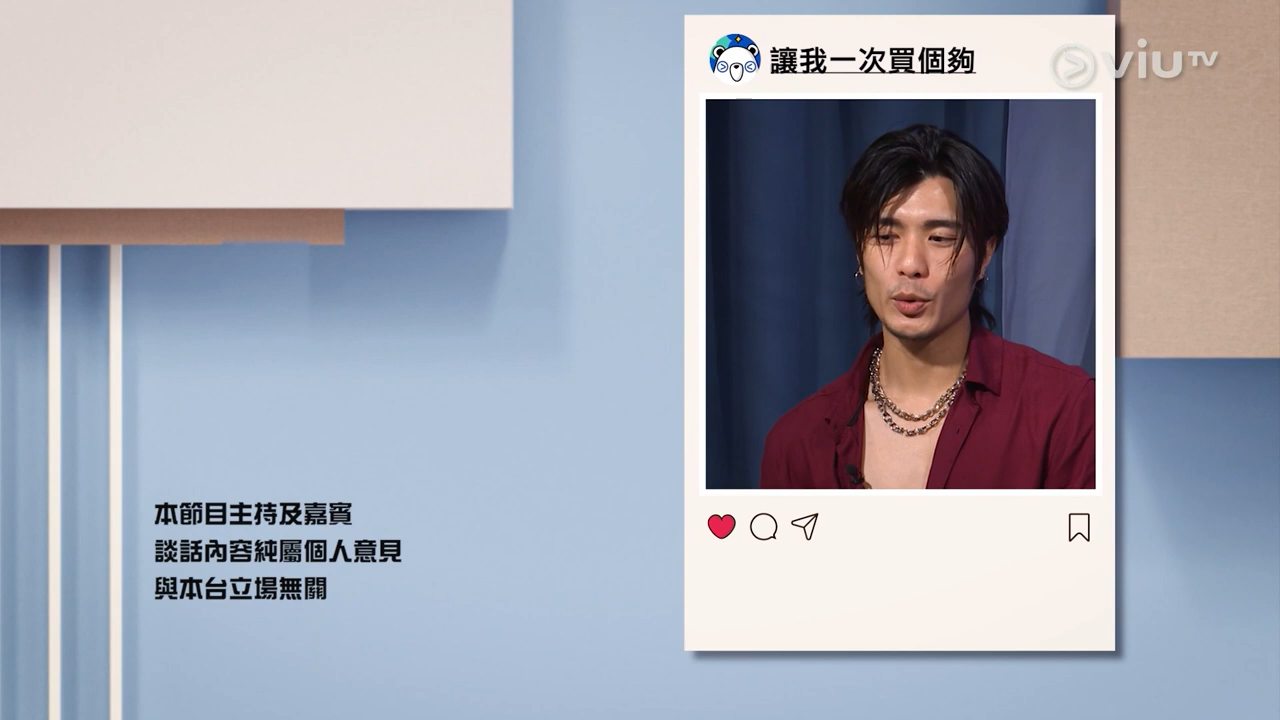 讓我一次買個夠
viuTV
本節目主持及嘉賓
談話內容純屬個人意見
與本台立場無關